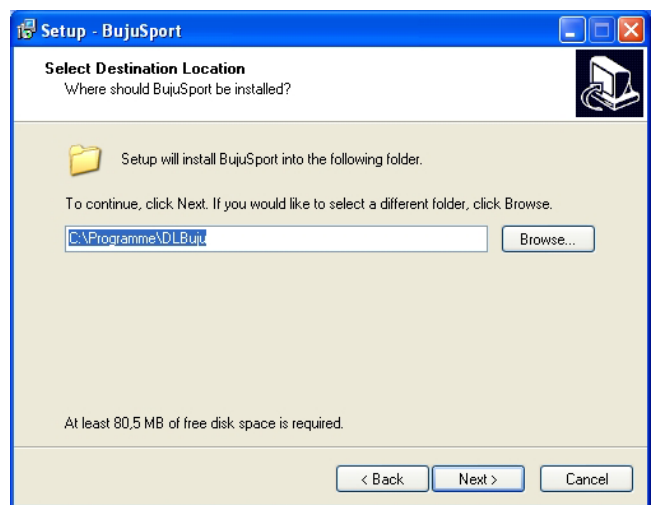 Setup - BujuSport
Select Destination Location
Where should BujuSport be installed?
Setup will install BujuSport into the following folder.
To continue, click Next. If you would like to select a different folder, click Browse.
C:\Programme\DLBuju
Browse...
At least 80,5 MB of free disk space is required.
< Back
Next >
Cancel